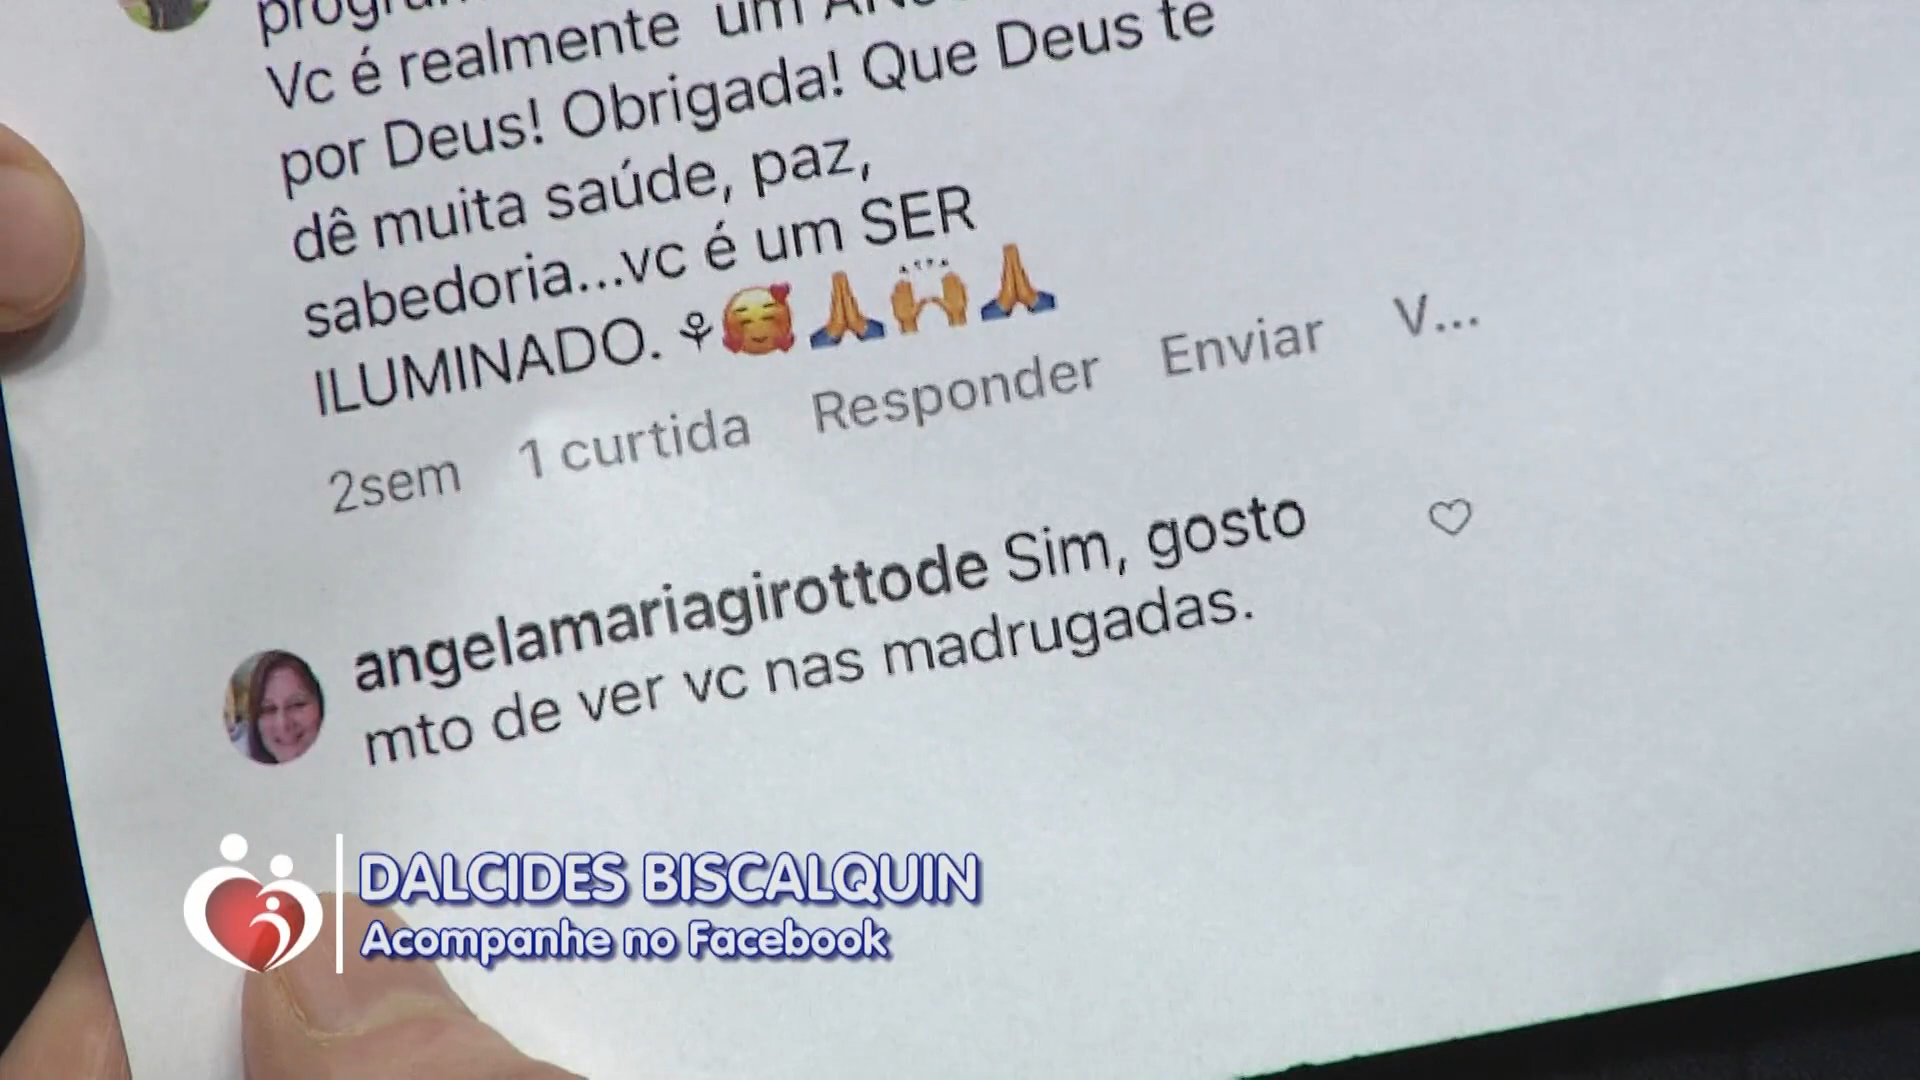 Vc é realmente um
por Deus! Obrigada! Que Deus te
dê muita saúde, paz,
sabedoria...vc é um SER
ILUMINADO. ⚘🥰🙏🙌🙏
2sem 1 curtida Responder Enviar V...
angelamariagirottode Sim, gosto
mto de ver vc nas madrugadas.
DALCIDES BISCALQUIN
Acompanhe no Facebook